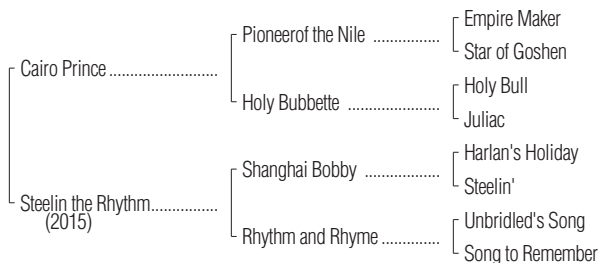 Empire Maker
Pioneerof the Nile ................
Star of Goshen
Cairo Prince ..........................
Holy Bull
Holy Bubbette ......................
Juliac
Harlan's Holiday
Shanghai Bobby ..................
Steelin'
Steelin the Rhythm................
(2015)
Unbridled's Song
Rhythm and Rhyme .............
Song to Remember